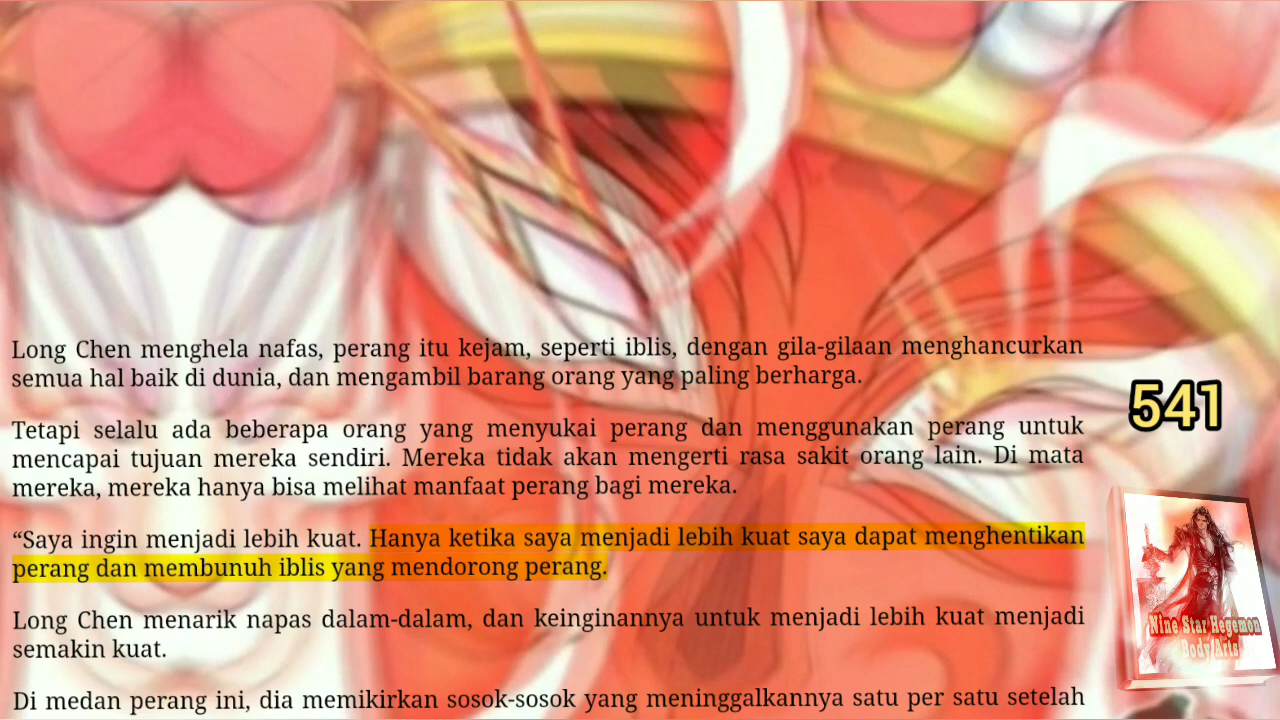 Long Chen menghela nafas, perang itu kejam, seperti iblis, dengan gila-gilaan menghancurkan
semua hal baik di dunia, dan mengambil barang orang yang paling berharga.
Tetapi selalu ada beberapa orang yang menyukai perang dan menggunakan perang untuk
mencapai tujuan mereka sendiri. Mereka tidak akan mengerti rasa sakit orang lain. Di mata
mereka, mereka hanya bisa melihat manfaat perang bagi mereka.
“Saya ingin menjadi lebih kuat. Hanya ketika saya menjadi lebih kuat saya dapat menghentikan
perang dan membunuh iblis yang mendorong perang.
Long Chen menarik napas dalam-dalam, dan keinginannya untuk menjadi lebih kuat menjadi
semakin kuat.
Di medan perang ini, dia memikirkan sosok-sosok yang meninggalkannya satu per satu setelah
541
Nine Star Hegemon
Body Arts